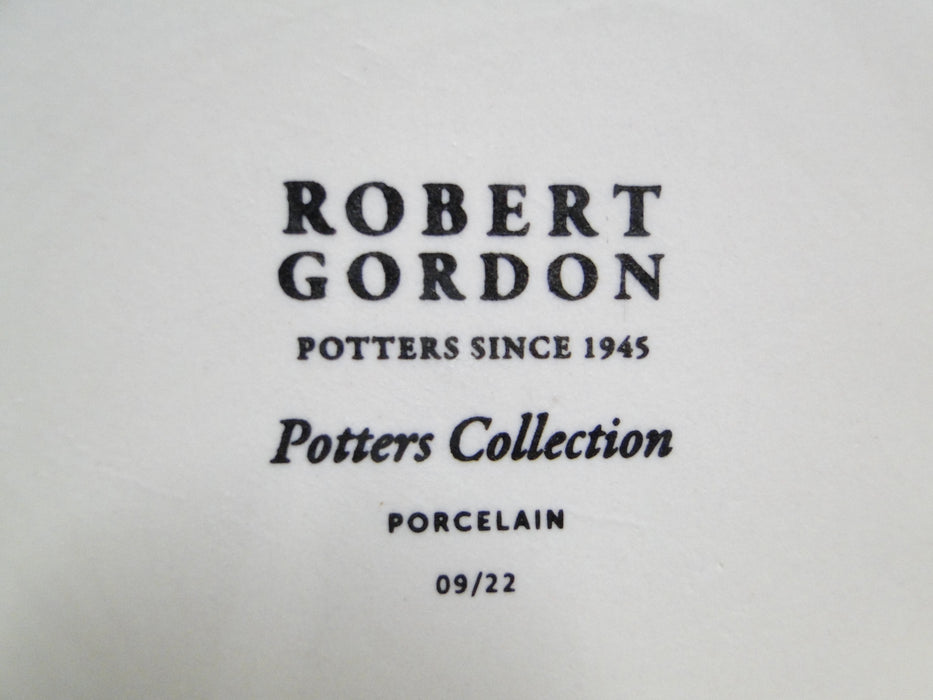 ROBERT
GORDON
POTTERS SINCE 1945
Potters Collection
PORCELAIN
09/22